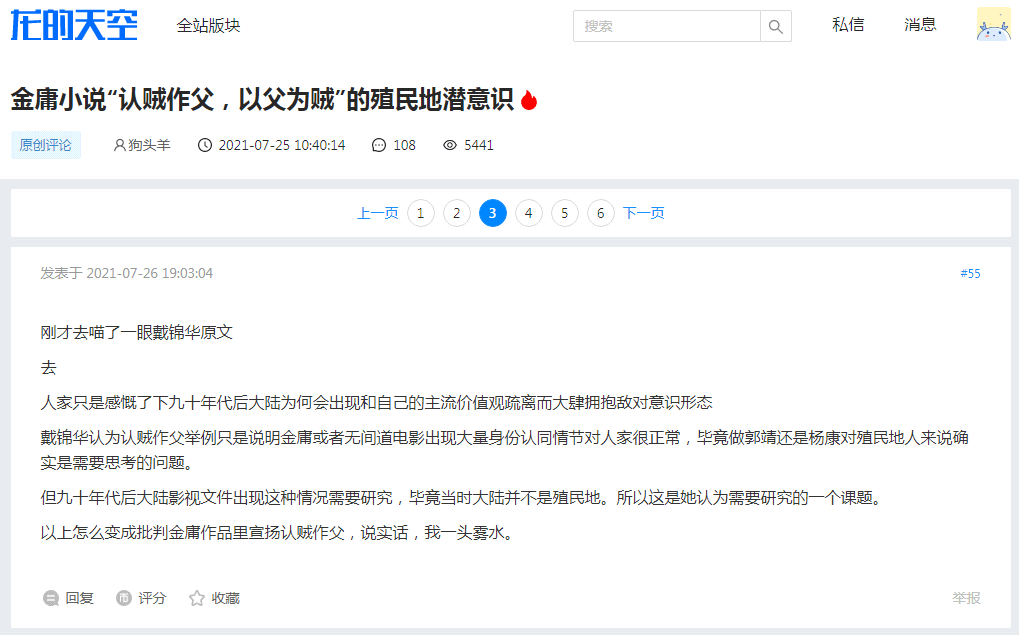 龙的天空 全站版块 搜索 私信 消息
金庸小说“认贼作父，以父为贼”的殖民地潜意识
原创评论 狗头羊 2021-07-25 10:40:14 108 5441
上一页 1 2 3 4 5 6 下一页
发表于 2021-07-26 19:03:04 #55
刚才去喵了一眼戴锦华原文
去
人家只是感慨了下九十年代后大陆为何会出现和自己的主流价值观疏离而大肆拥抱敌对意识形态
戴锦华认为认贼作父举例只是说明金庸或者无间道电影出现大量身份认同情节对人家很正常，毕竟做郭靖还是杨康对殖民地人来说确
实是需要思考的问题。
但九十年代后大陆影视文件出现这种情况需要研究，毕竟当时大陆并不是殖民地。所以这是她认为需要研究的一个课题。
以上怎么变成批判金庸作品里宣扬认贼作父，说实话，我一头雾水。
回复 评分 收藏 举报